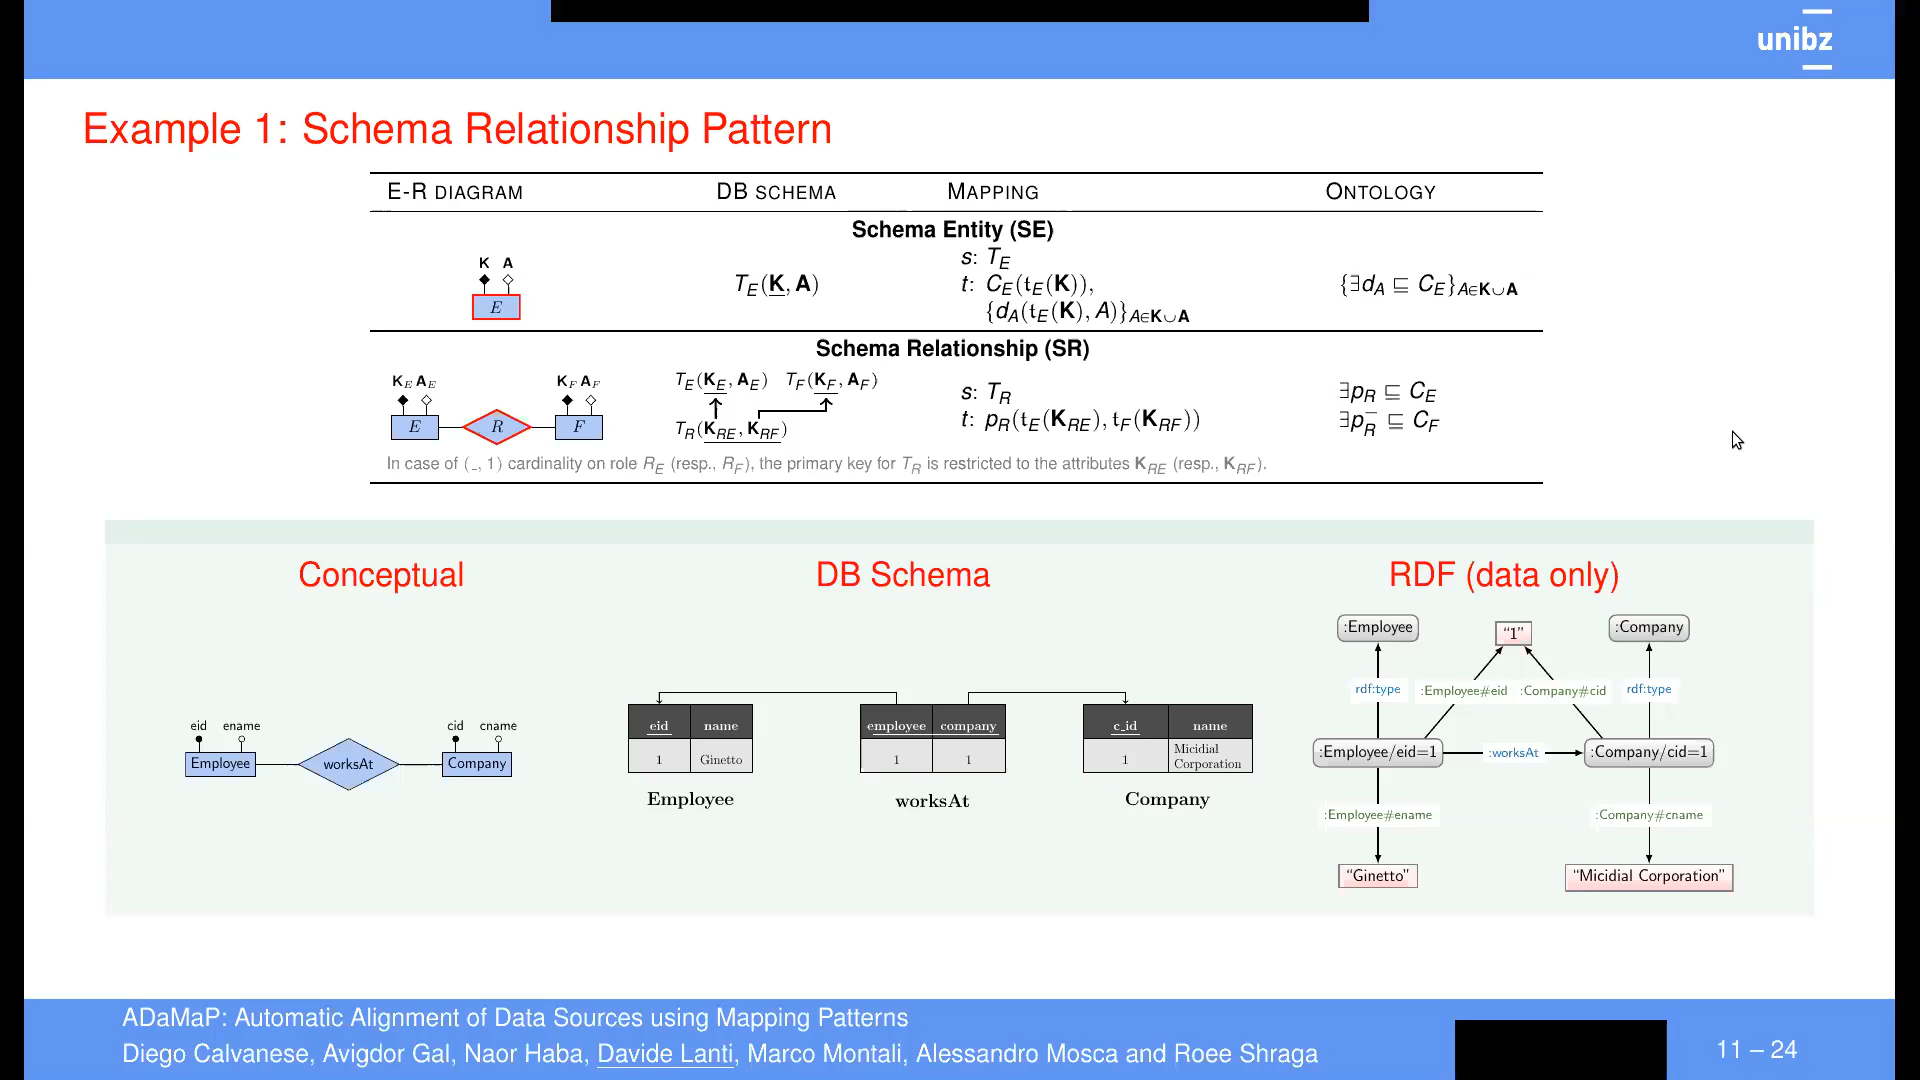 unibz
Example 1: Schema Relationship Pattern
E-R DIAGRAM DB SCHEMA MAPPING ONTOLOGY
Schema Entity (SE)
K A
E
T_E(K, A)
s: T_E
t: C_E(t_E(K)),
{d_A(t_E(K), A)}_A∈K∪A
{∃d_A ⊑ C_E}_A∈K∪A
Schema Relationship (SR)
K_E A_E K_F A_F
E R F
T_E(K_E, A_E) T_F(K_F, A_F)
T_R(K_RE, K_RF)
s: T_R
t: p_R(t_E(K_RE), t_F(K_RF))
∃p_R ⊑ C_E
∃p_R^− ⊑ C_F
In case of (_, 1) cardinality on role R_E (resp., R_F), the primary key for T_R is restricted to the attributes K_RE (resp., K_RF).
Conceptual
eid ename cid cname
Employee worksAt Company
DB Schema
eid name
1 Ginetto
Employee
employee company
1 1
worksAt
c_id name
1 Micidial
Corporation
Company
RDF (data only)
:Employee "1" :Company
rdf:type :Employee#eid :Company#cid rdf:type
:Employee/eid=1 :worksAt :Company/cid=1
:Employee#ename :Company#cname
"Ginetto" "Micidial Corporation"
ADaMaP: Automatic Alignment of Data Sources using Mapping Patterns
Diego Calvanese, Avigdor Gal, Naor Haba, Davide Lanti, Marco Montali, Alessandro Mosca and Roee Shraga
11 – 24